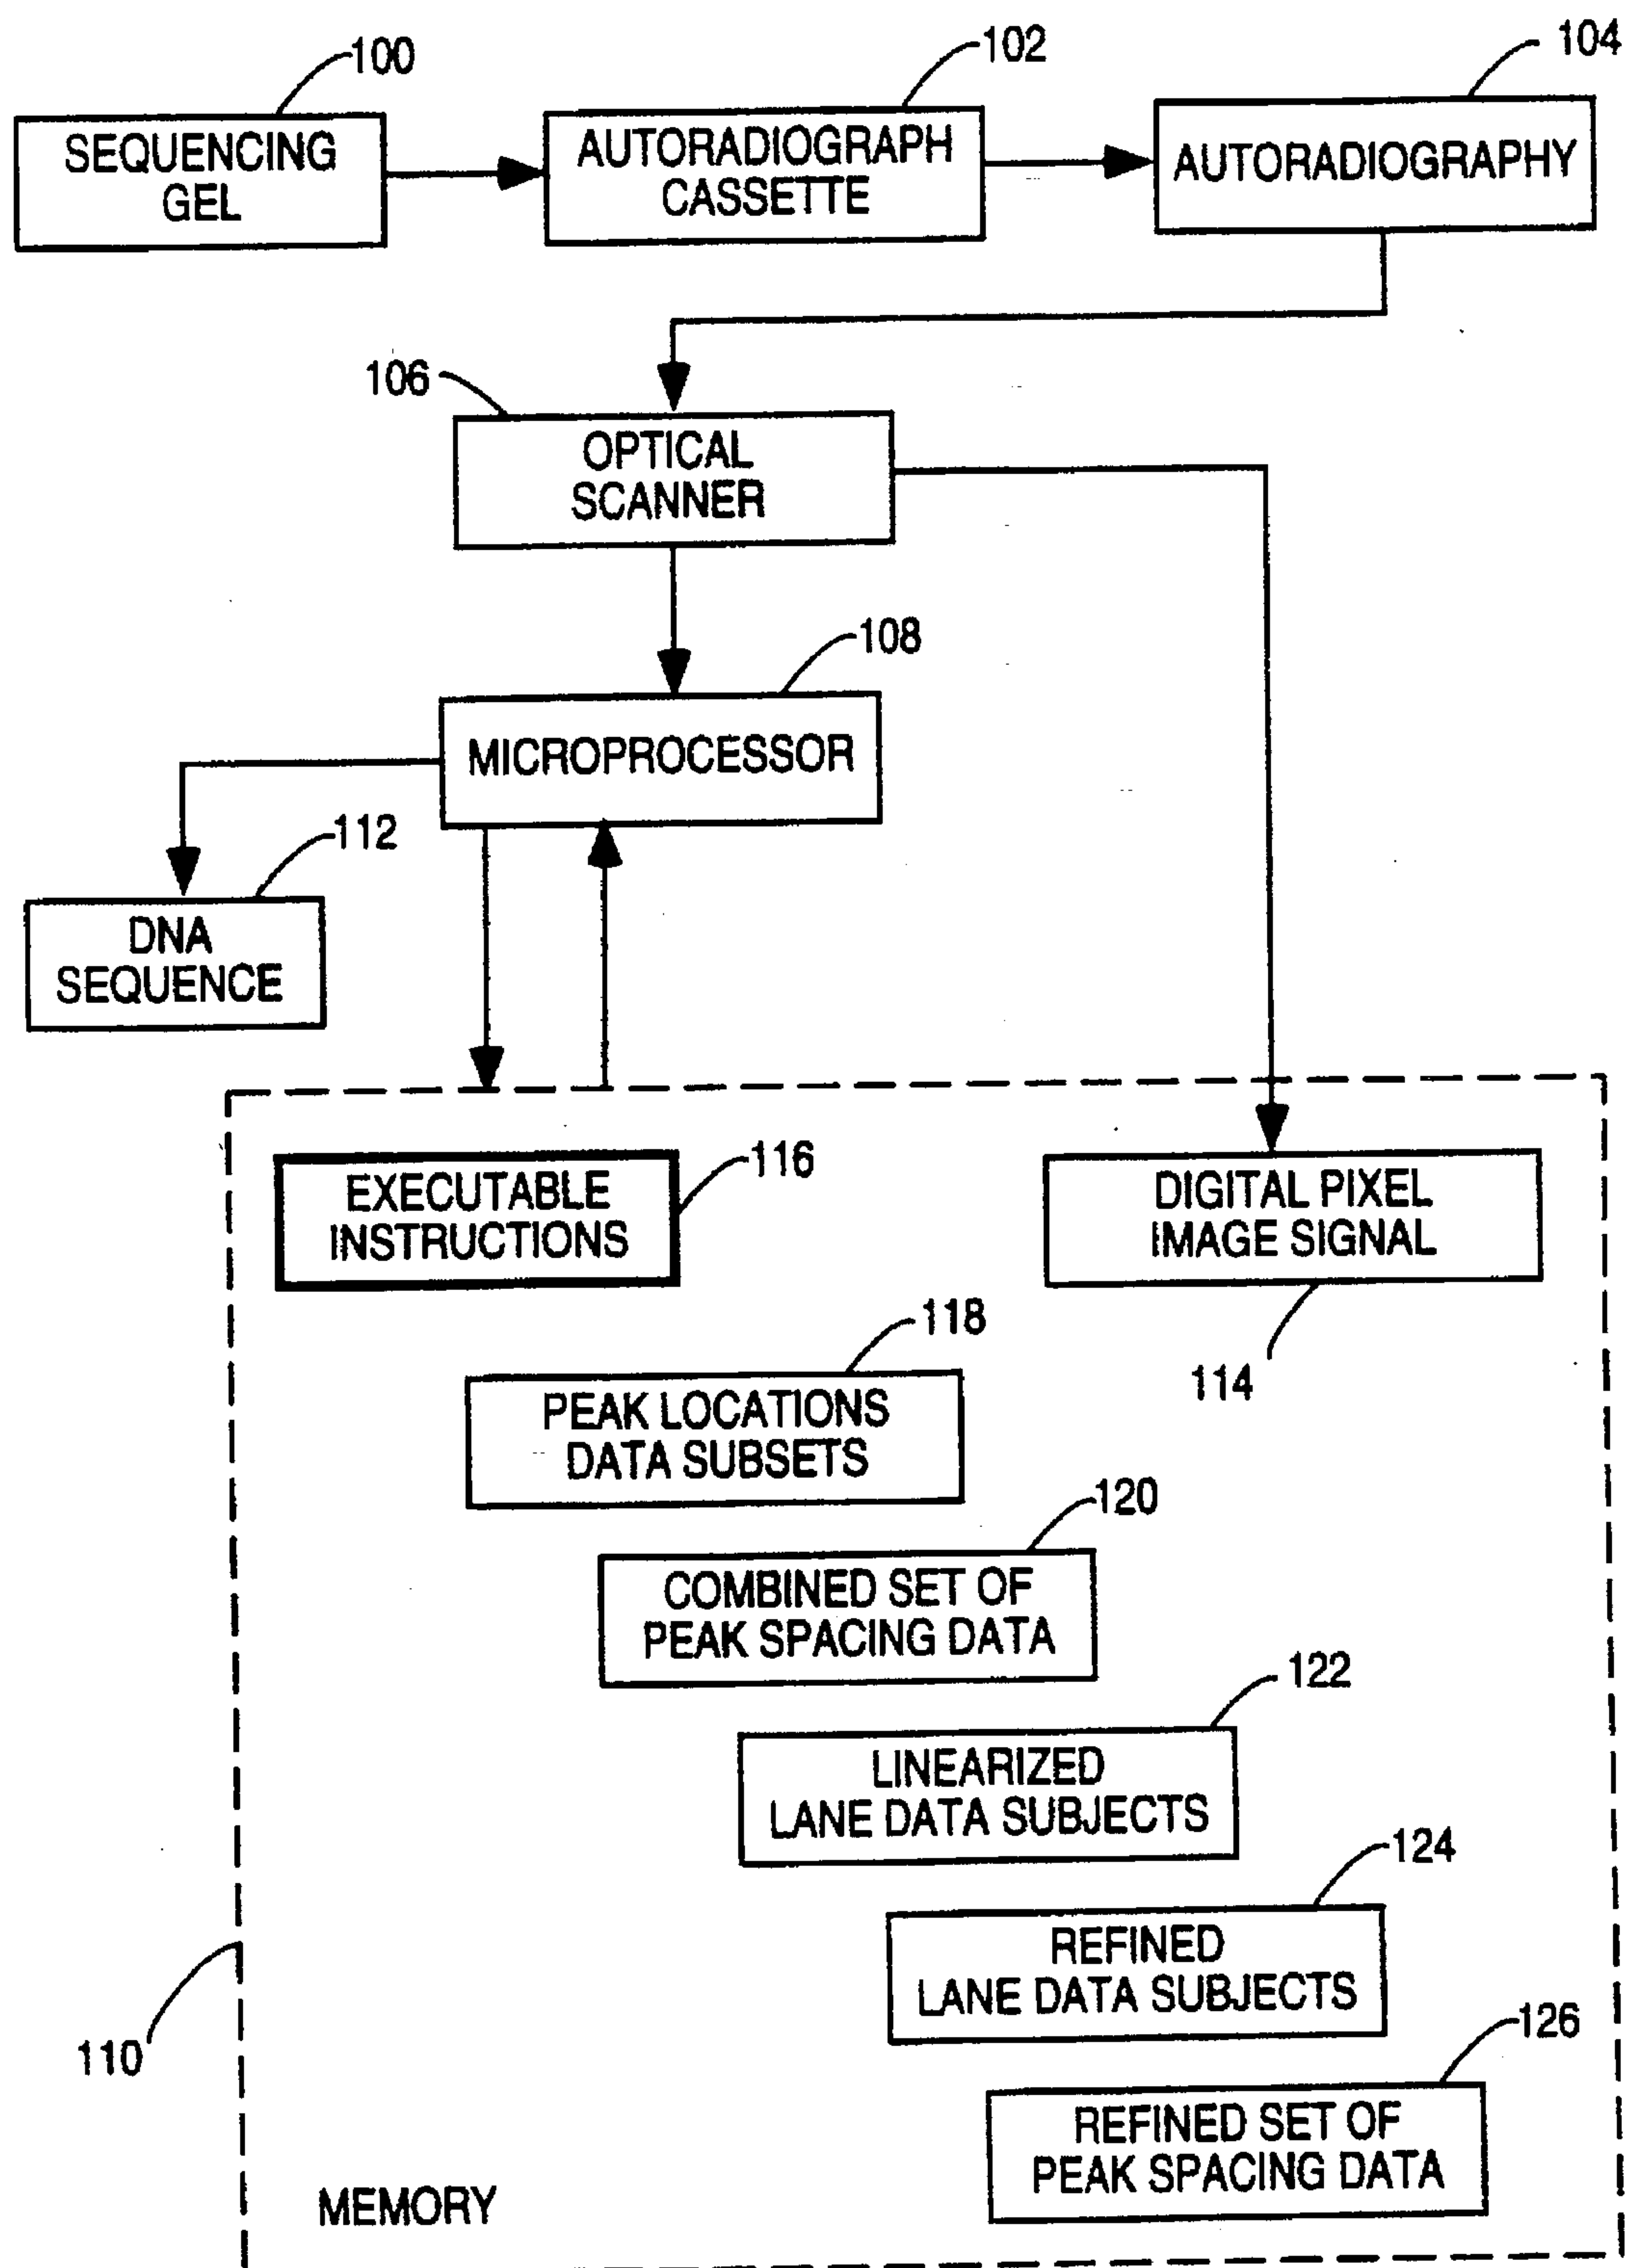 100
102
104
SEQUENCING
GEL
AUTORADIOGRAPH
CASSETTE
AUTORADIOGRAPHY
106
OPTICAL
SCANNER
108
MICROPROCESSOR
112
DNA
SEQUENCE
116
EXECUTABLE
INSTRUCTIONS
DIGITAL PIXEL
IMAGE SIGNAL
114
118
PEAK LOCATIONS
DATA SUBSETS
120
COMBINED SET OF
PEAK SPACING DATA
122
LINEARIZED
LANE DATA SUBJECTS
124
REFINED
LANE DATA SUBJECTS
110
126
REFINED SET OF
PEAK SPACING DATA
MEMORY